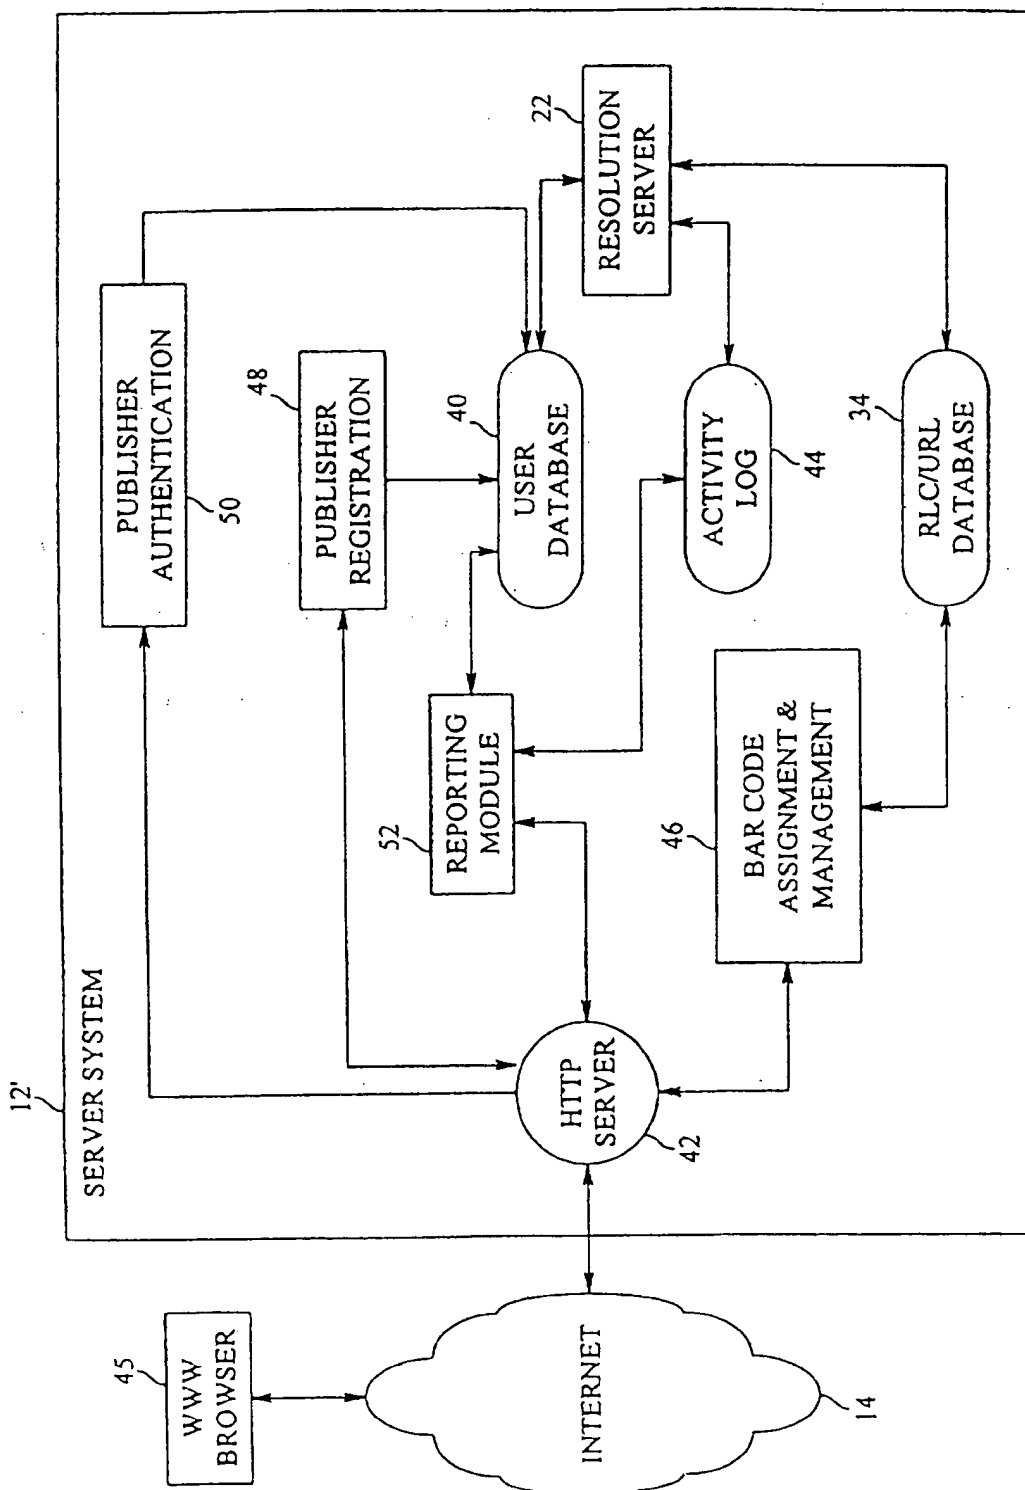 12'
SERVER SYSTEM
45
WWW
BROWSER
INTERNET
14
HTTP
SERVER
42
PUBLISHER
AUTHENTICATION
50
48
PUBLISHER
REGISTRATION
52
REPORTING
MODULE
40
USER
DATABASE
22
RESOLUTION
SERVER
ACTIVITY
LOG
44
46
BAR CODE
ASSIGNMENT &
MANAGEMENT
34
RLC/URL
DATABASE